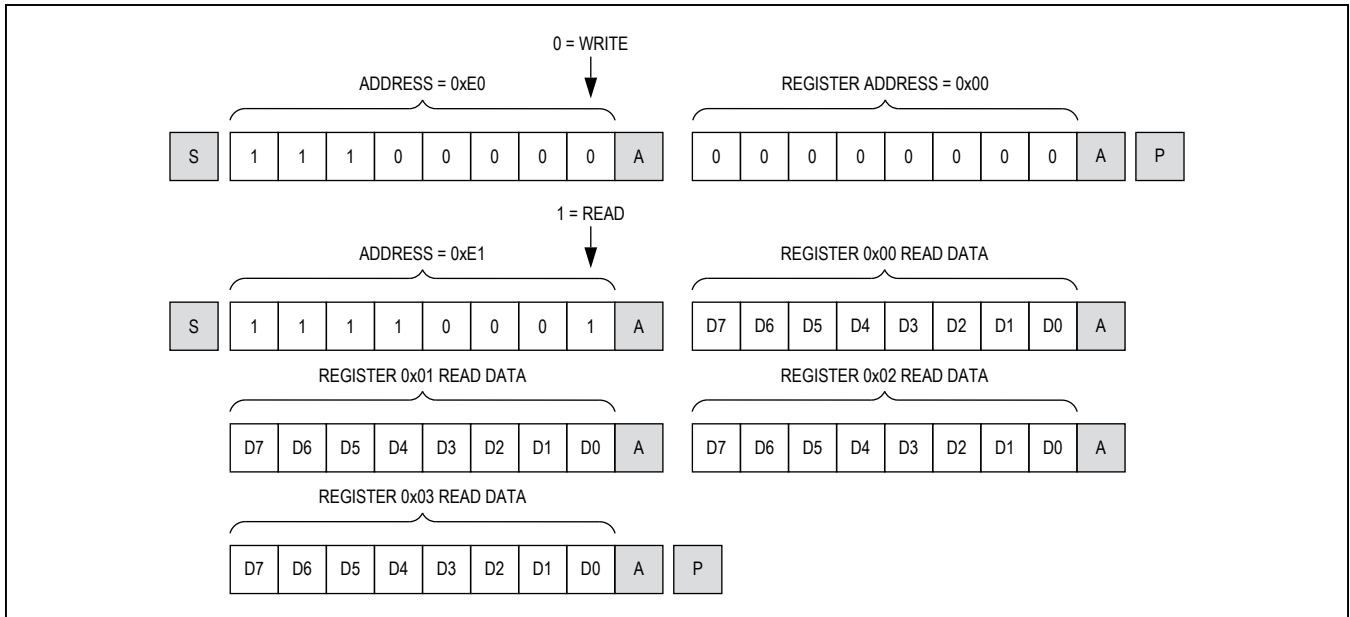 0 = WRITE
ADDRESS = 0xE0 REGISTER ADDRESS = 0x00
S 1 1 1 0 0 0 0 0 A 0 0 0 0 0 0 0 0 A P
1 = READ
ADDRESS = 0xE1 REGISTER 0x00 READ DATA
S 1 1 1 1 0 0 0 1 A D7 D6 D5 D4 D3 D2 D1 D0 A
REGISTER 0x01 READ DATA REGISTER 0x02 READ DATA
D7 D6 D5 D4 D3 D2 D1 D0 A D7 D6 D5 D4 D3 D2 D1 D0 A
REGISTER 0x03 READ DATA
D7 D6 D5 D4 D3 D2 D1 D0 A P